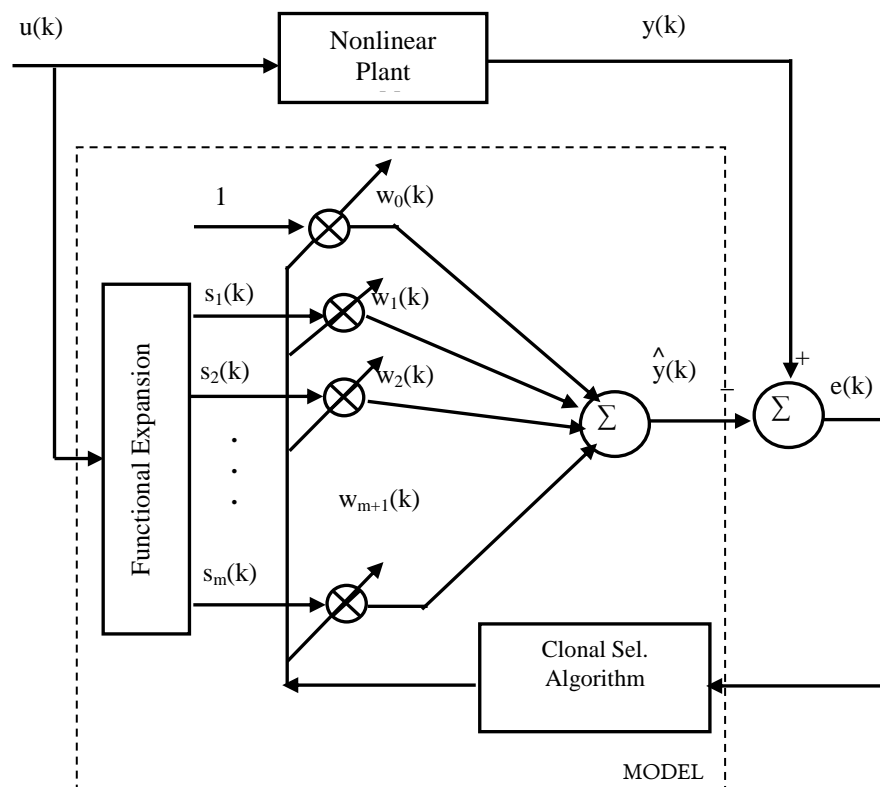 u(k)
Nonlinear
Plant
y(k)
1
w0(k)
s1(k)
w1(k)
s2(k)
w2(k)
^
y(k)
−
+
e(k)
Σ
Σ
Functional Expansion
. . .
wm+1(k)
sm(k)
Clonal Sel.
Algorithm
MODEL